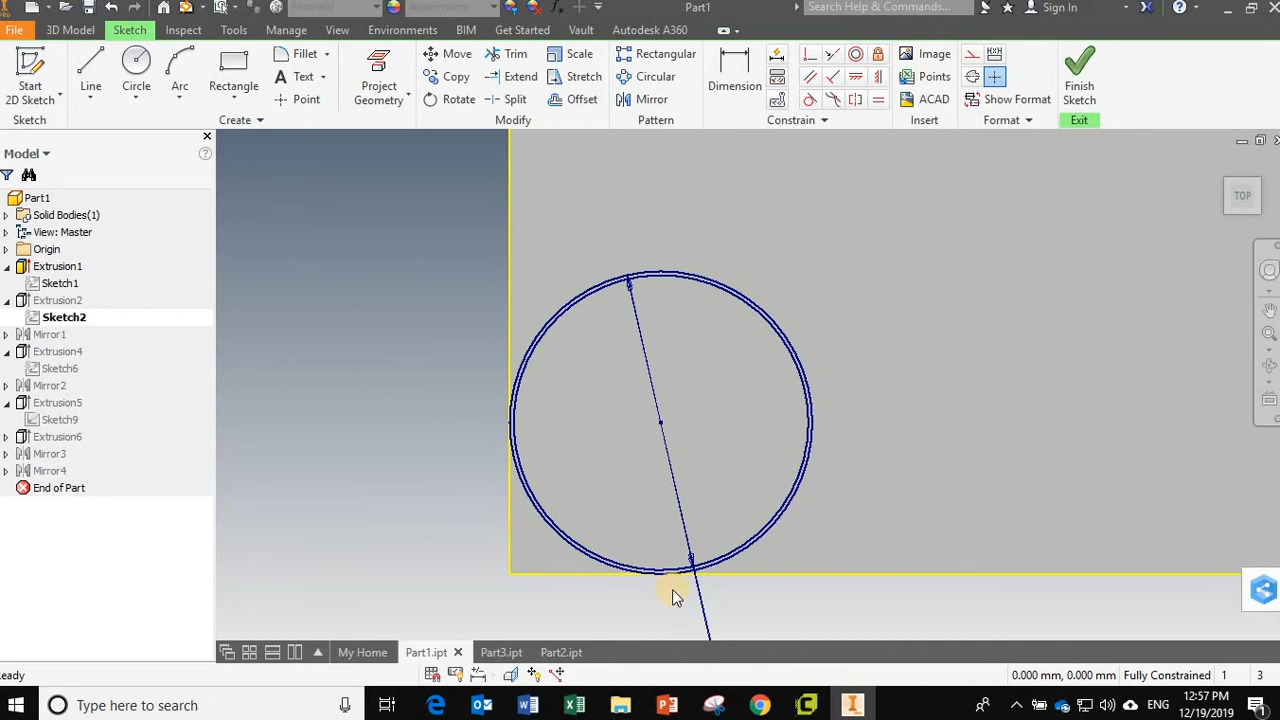 PRO
Material
Appearance
Part1
Search Help & Commands...
Sign In
File 3D Model Sketch Inspect Tools Manage View Environments BIM Get Started Vault Autodesk A360
Start 2D Sketch
Line
Circle
Arc
Rectangle
Fillet
Text
Point
Project Geometry
Move
Copy
Rotate
Trim
Extend
Split
Scale
Stretch
Offset
Rectangular
Circular
Mirror
Dimension
Image
Points
ACAD
Show Format
Finish Sketch
Sketch Create Modify Pattern Constrain Insert Format Exit
Model
Part1
Solid Bodies(1)
View: Master
Origin
Extrusion1
Sketch1
Extrusion2
Sketch2
Mirror1
Extrusion4
Sketch6
Mirror2
Extrusion5
Sketch9
Extrusion6
Mirror3
Mirror4
End of Part
TOP
My Home Part1.ipt Part3.ipt Part2.ipt
eady
0.000 mm, 0.000 mm Fully Constrained 1 3
Type here to search
ENG
12:57 PM
12/19/2019